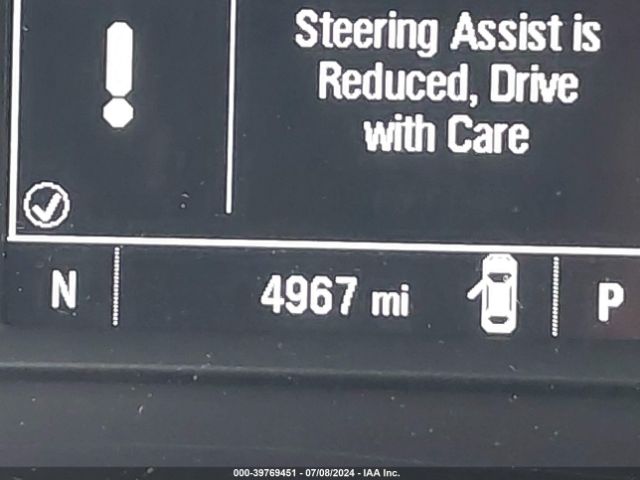 Steering Assist is
Reduced, Drive
with Care
N 4967 mi P
000-39769451 - 07/08/2024 - IAA Inc.